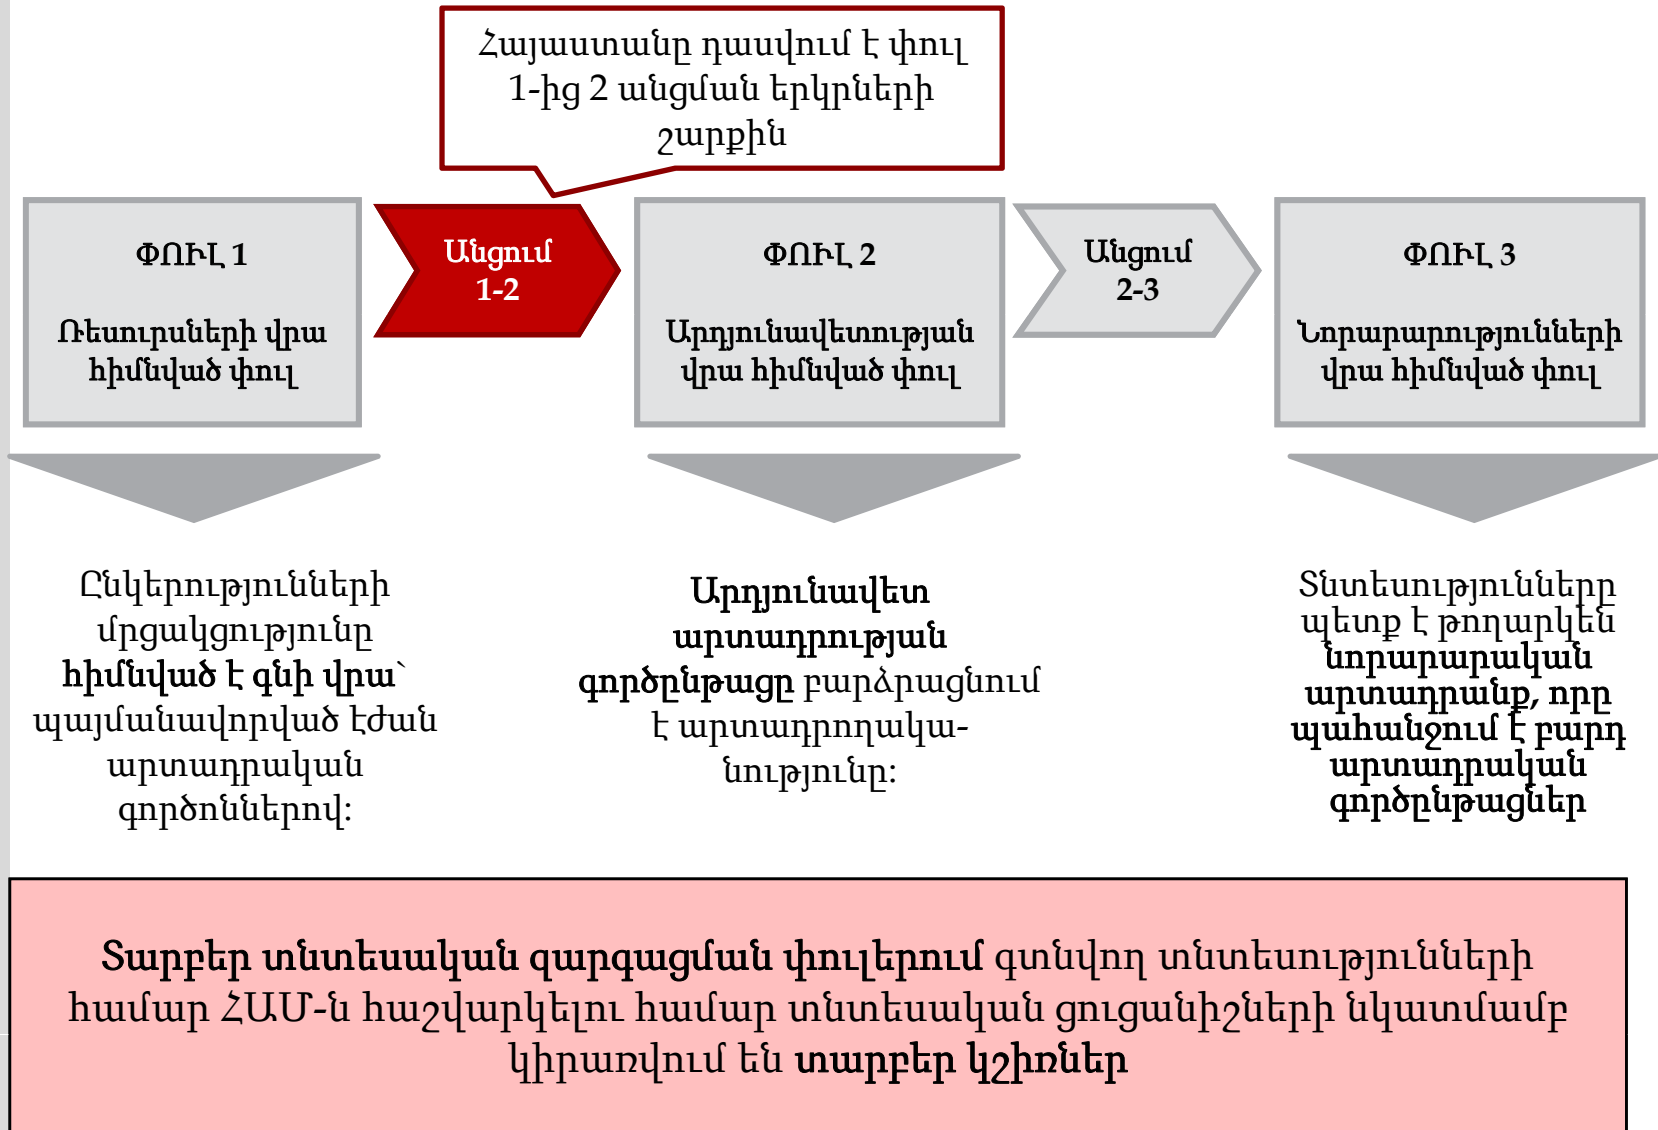 Հայաստանը դասվում է փուլ
1-ից 2 անցման երկրների
շարքին
ՓՈՒԼ 1
Ռեսուրսների վրա
հիմնված փուլ
Անցում
1-2
ՓՈՒԼ 2
Արդյունավետության
վրա հիմնված փուլ
Անցում
2-3
ՓՈՒԼ 3
Նորարարությունների
վրա հիմնված փուլ
Ընկերությունների
մրցակցությունը
հիմնված է գնի վրա`
պայմանավորված էժան
արտադրական
գործոններով:
Արդյունավետ
արտադրության
գործընթացը բարձրացնում
է արտադրողակա-
նությունը:
Տնտեսությունները
պետք է թողարկեն
նորարարական
արտադրանք, որը
պահանջում է բարդ
արտադրական
գործընթացներ
Տարբեր տնտեսական զարգացման փուլերում գտնվող տնտեսությունների
համար ՀԱՄ-ն հաշվարկելու համար տնտեսական ցուցանիշների նկատմամբ
կիրառվում են տարբեր կշիռներ